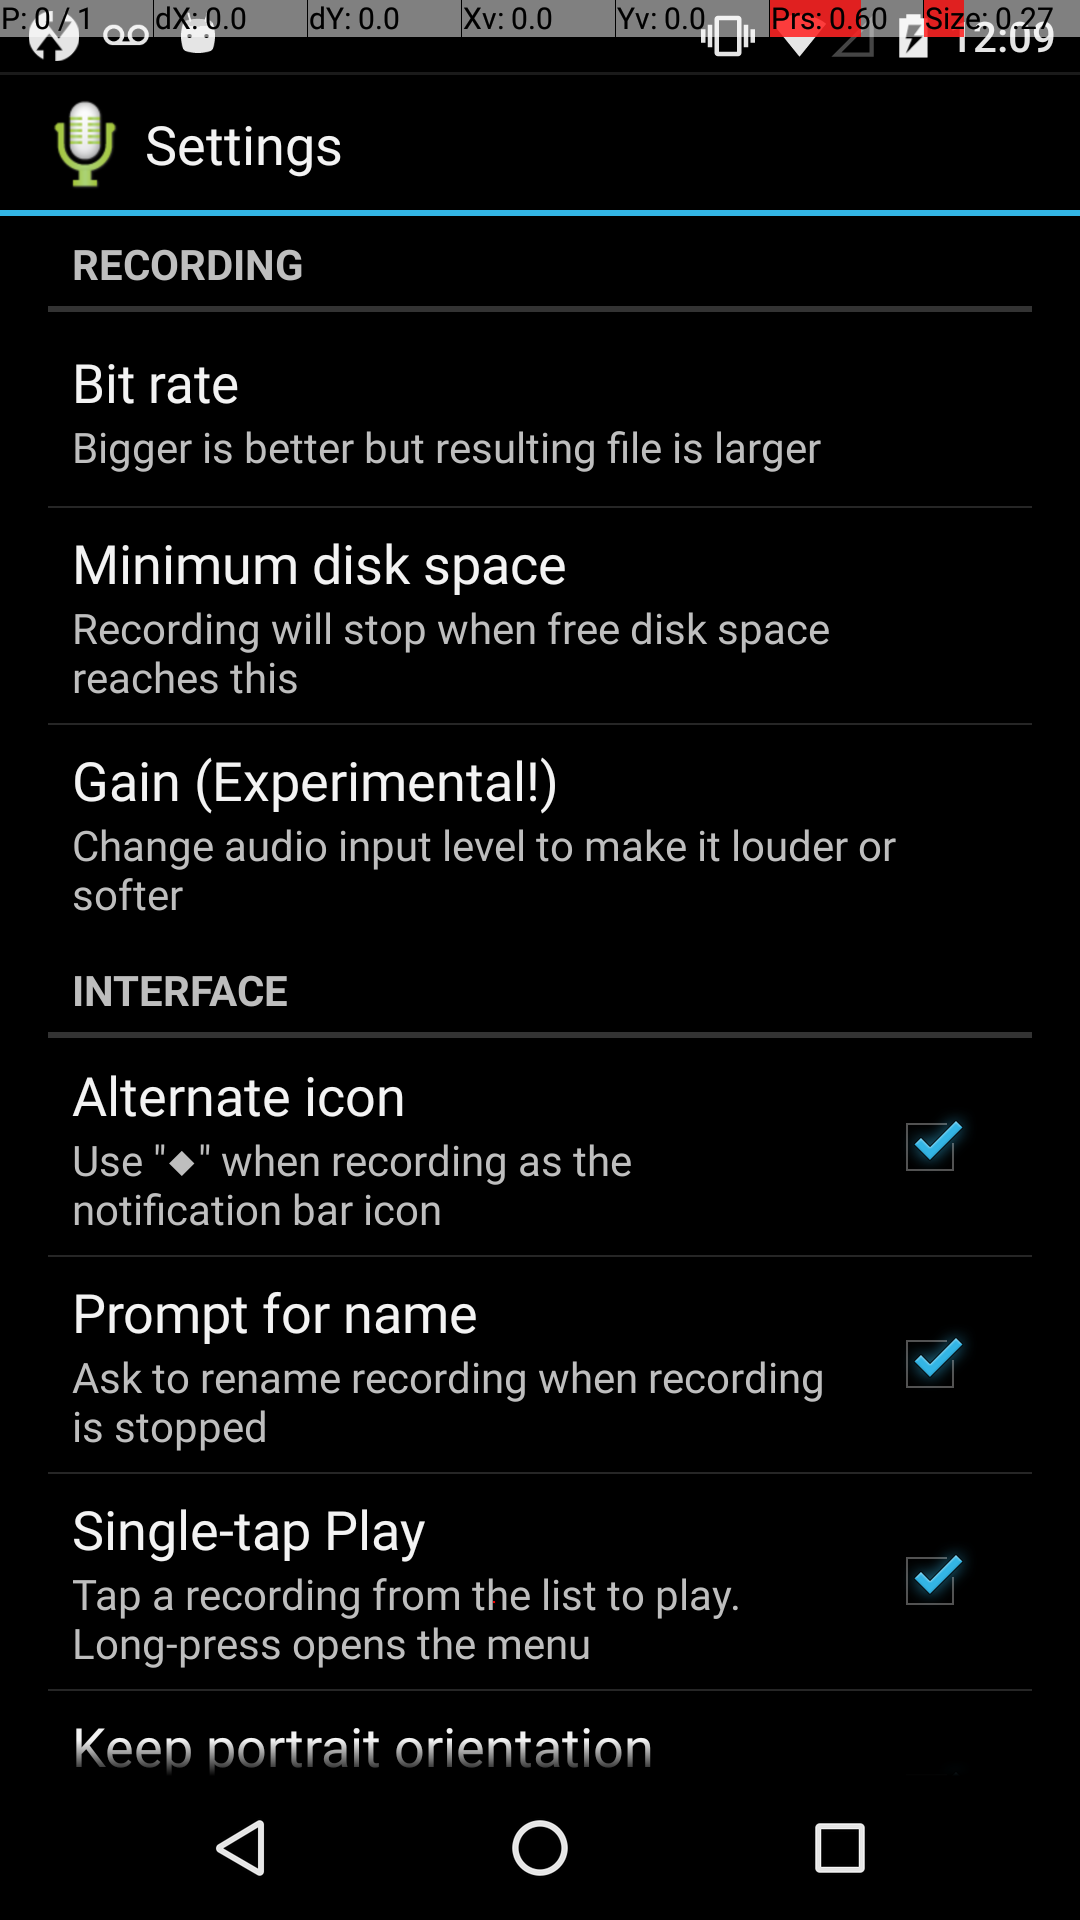 P: 0 / 1 dX: 0.0 dY: 0.0 Xv: 0.0 Yv: 0.0 Prs: 0.60 Size: 0.27
12:09
Settings
RECORDING
Bit rate
Bigger is better but resulting file is larger
Minimum disk space
Recording will stop when free disk space
reaches this
Gain (Experimental!)
Change audio input level to make it louder or
softer
INTERFACE
Alternate icon
Use "◆" when recording as the
notification bar icon
Prompt for name
Ask to rename recording when recording
is stopped
Single-tap Play
Tap a recording from the list to play.
Long-press opens the menu
Keep portrait orientation